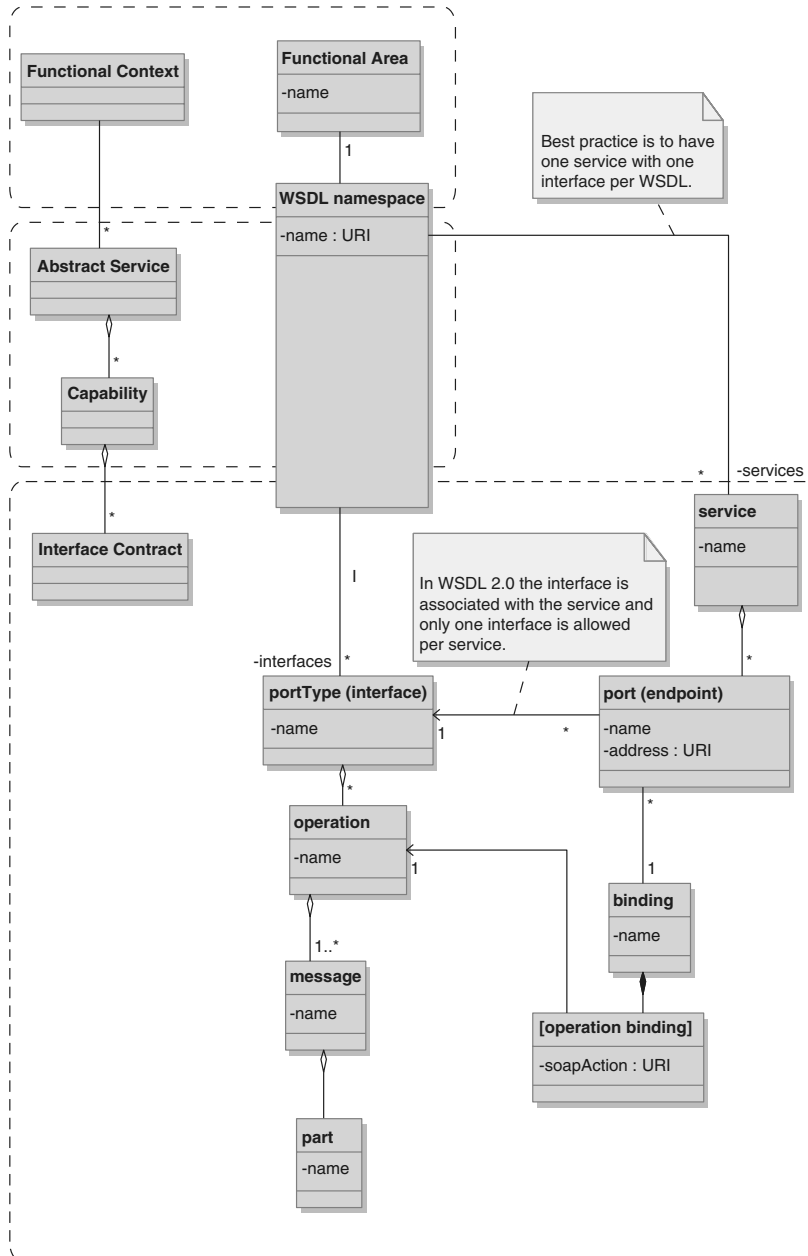 Functional Context
Functional Area
-name
1
Best practice is to have
one service with one
interface per WSDL.
WSDL namespace
-name : URI
*
Abstract Service
*
Capability
*
Interface Contract
* -services
service
-name
l
In WSDL 2.0 the interface is
associated with the service and
only one interface is allowed
per service.
-interfaces *
*
portType (interface)
-name
port (endpoint)
-name
-address : URI
1 *
*
operation
-name
1
*
1
binding
-name
1..*
message
-name
[operation binding]
-soapAction : URI
part
-name